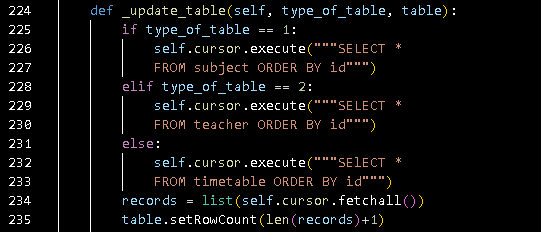 224 def _update_table(self, type_of_table, table):
225 if type_of_table == 1:
226 self.cursor.execute("""SELECT *
227 FROM subject ORDER BY id""")
228 elif type_of_table == 2:
229 self.cursor.execute("""SELECT *
230 FROM teacher ORDER BY id""")
231 else:
232 self.cursor.execute("""SElECT *
233 FROM timetable ORDER BY id""")
234 records = list(self.cursor.fetchall())
235 table.setRowCount(len(records)+1)